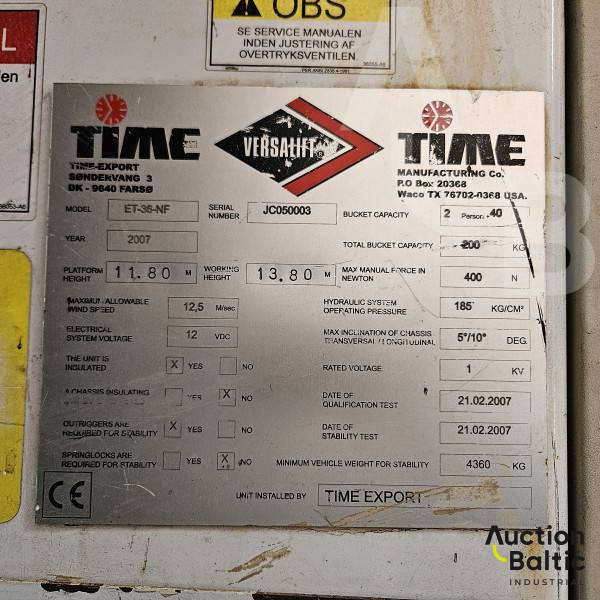 OBS
SE SERVICE MANUALEN
INDEN JUSTERING AF
OVERTRYKSVENTILEN.
TIME
TIME-EXPORT
SØNDERVANG 3
DK - 9640 FARSØ
VERSALIFT®
TIME
MANUFACTURING Co.
P.O Box 20368
Waco TX 76702-0368 USA.
MODEL ET-36-NF SERIAL NUMBER JC050003 BUCKET CAPACITY 2 Person +40
YEAR 2007 TOTAL BUCKET CAPACITY 200 KG
PLATFORM HEIGHT 11.80 M WORKING HEIGHT 13.80 M MAX MANUAL FORCE IN NEWTON 400 N
MAXIMUM ALLOWABLE WIND SPEED 12,5 M/sec HYDRAULIC SYSTEM OPERATING PRESSURE 185 KG/CM²
ELECTRICAL SYSTEM VOLTAGE 12 VDC MAX INCLINATION OF CHASSIS TRANSVERSAL / LONGITUDINAL 5°/10° DEG.
THE UNIT IS INSULATED X YES NO RATED VOLTAGE 1 KV
A CHASSIS INSULATING YES X NO DATE OF QUALIFICATION TEST 21.02.2007
OUTRIGGERS ARE REQUIRED FOR STABILITY X YES NO DATE OF STABILITY TEST 21.02.2007
SPRINGLOCKS ARE REQUIRED FOR STABILITY YES X NO MINIMUM VEHICLE WEIGHT FOR STABILITY 4360 KG
CE UNIT INSTALLED BY TIME EXPORT
Auction
Baltic
INDUSTRIAL